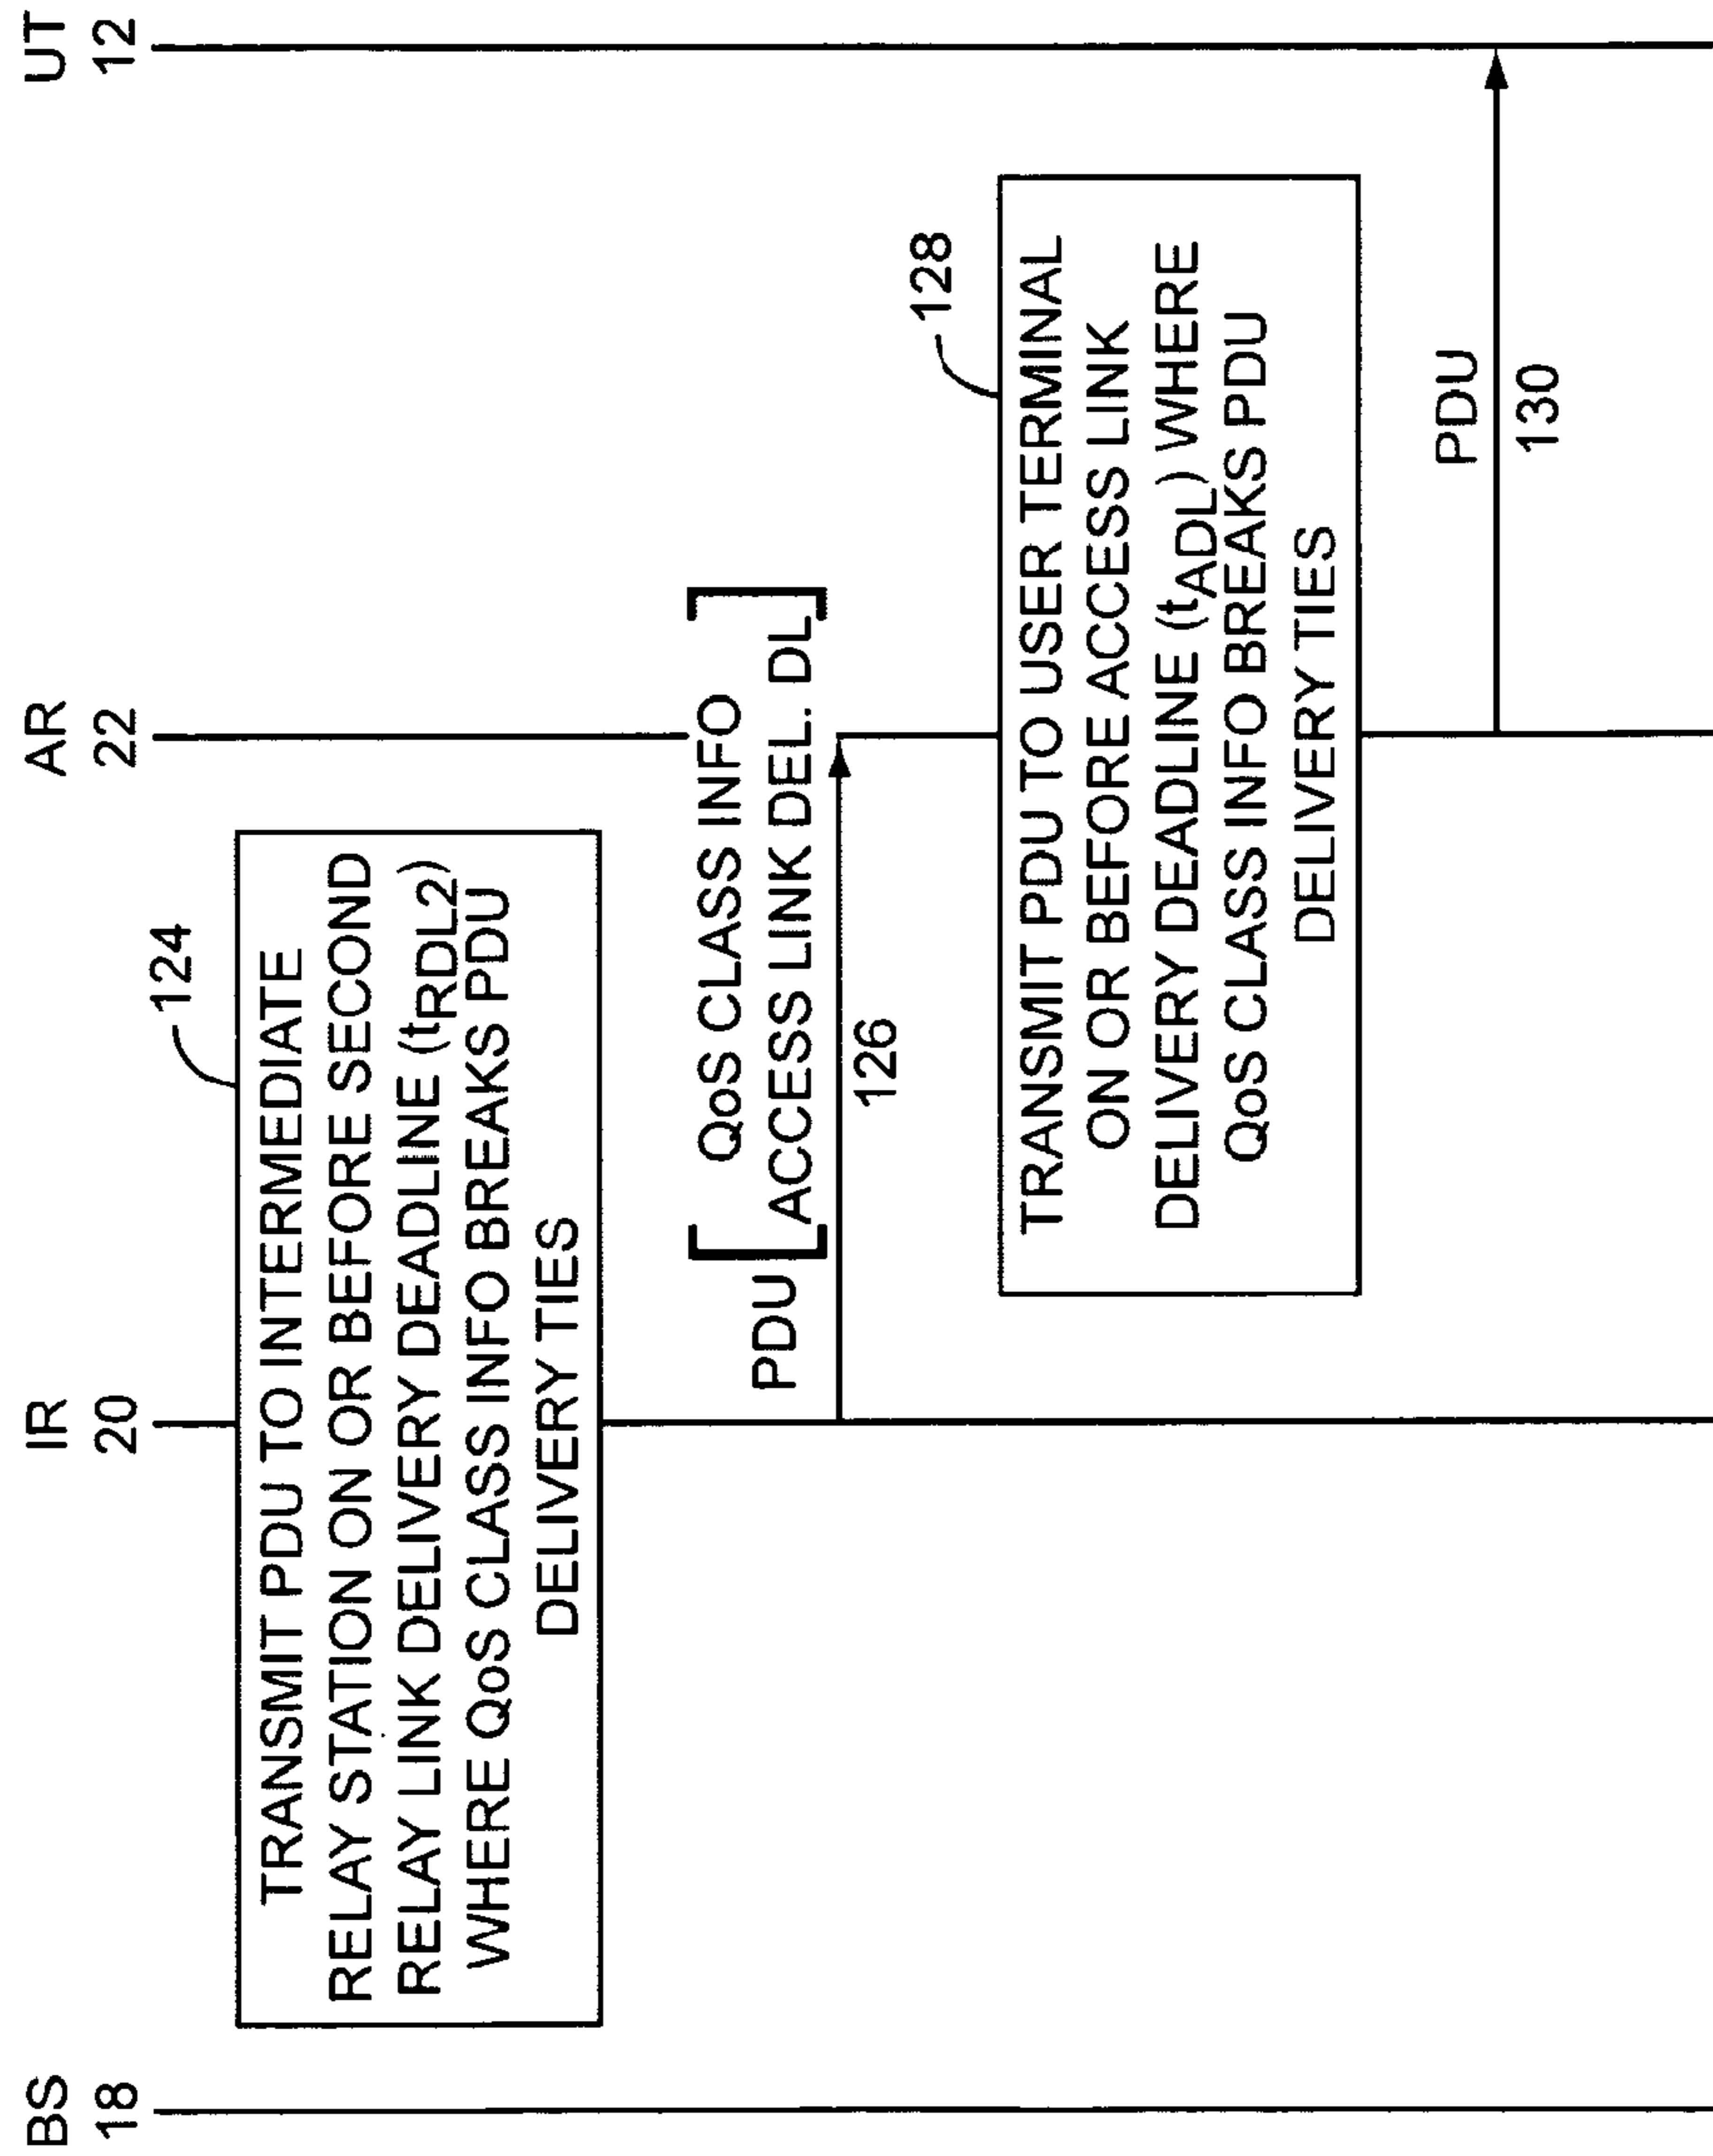 BS
18
IR
20
AR
22
UT
12
124
TRANSMIT PDU TO INTERMEDIATE
RELAY STATION ON OR BEFORE SECOND
RELAY LINK DELIVERY DEADLINE (tRDL2)
WHERE QoS CLASS INFO BREAKS PDU
DELIVERY TIES
PDU [QoS CLASS INFO
ACCESS LINK DEL. DL]
126
128
TRANSMIT PDU TO USER TERMINAL
ON OR BEFORE ACCESS LINK
DELIVERY DEADLINE (tADL) WHERE
QoS CLASS INFO BREAKS PDU
DELIVERY TIES
PDU
130